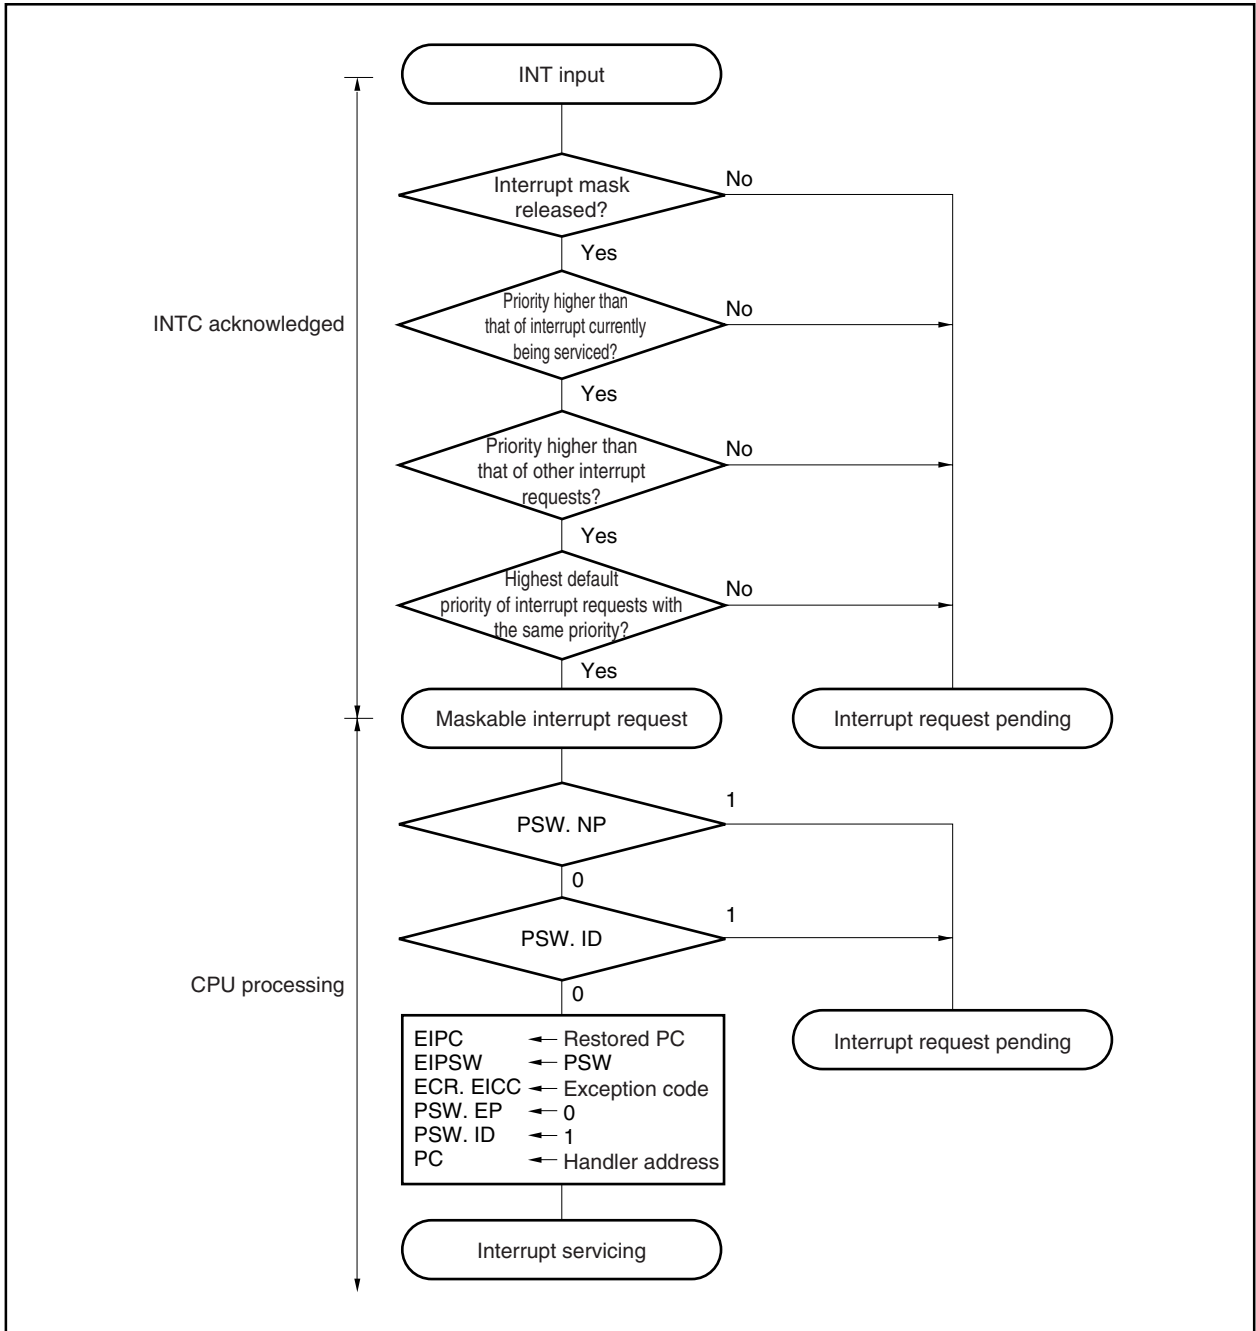 INT input
Interrupt mask
released?
No
Yes
Priority higher than
that of interrupt currently
being serviced?
No
INTC acknowledged
Yes
Priority higher than
that of other interrupt
requests?
No
Yes
Highest default
priority of interrupt requests with
the same priority?
No
Yes
Maskable interrupt request
Interrupt request pending
PSW. NP
1
0
PSW. ID
1
CPU processing
0
EIPC ← Restored PC
EIPSW ← PSW
ECR. EICC ← Exception code
PSW. EP ← 0
PSW. ID ← 1
PC ← Handler address
Interrupt request pending
Interrupt servicing